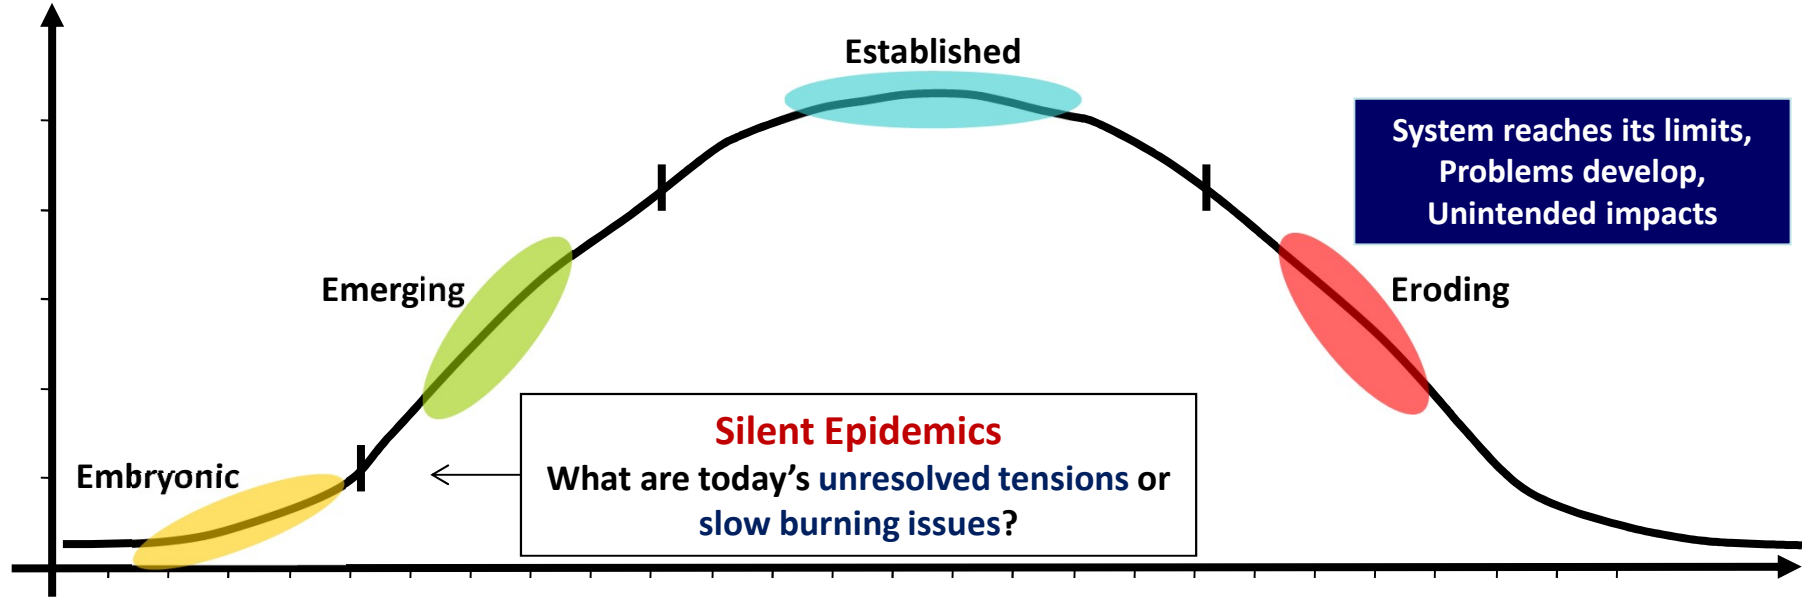 Established
System reaches its limits,
Problems develop,
Unintended impacts
Emerging
Eroding
Silent Epidemics
What are today’s unresolved tensions or
slow burning issues?
Embryonic